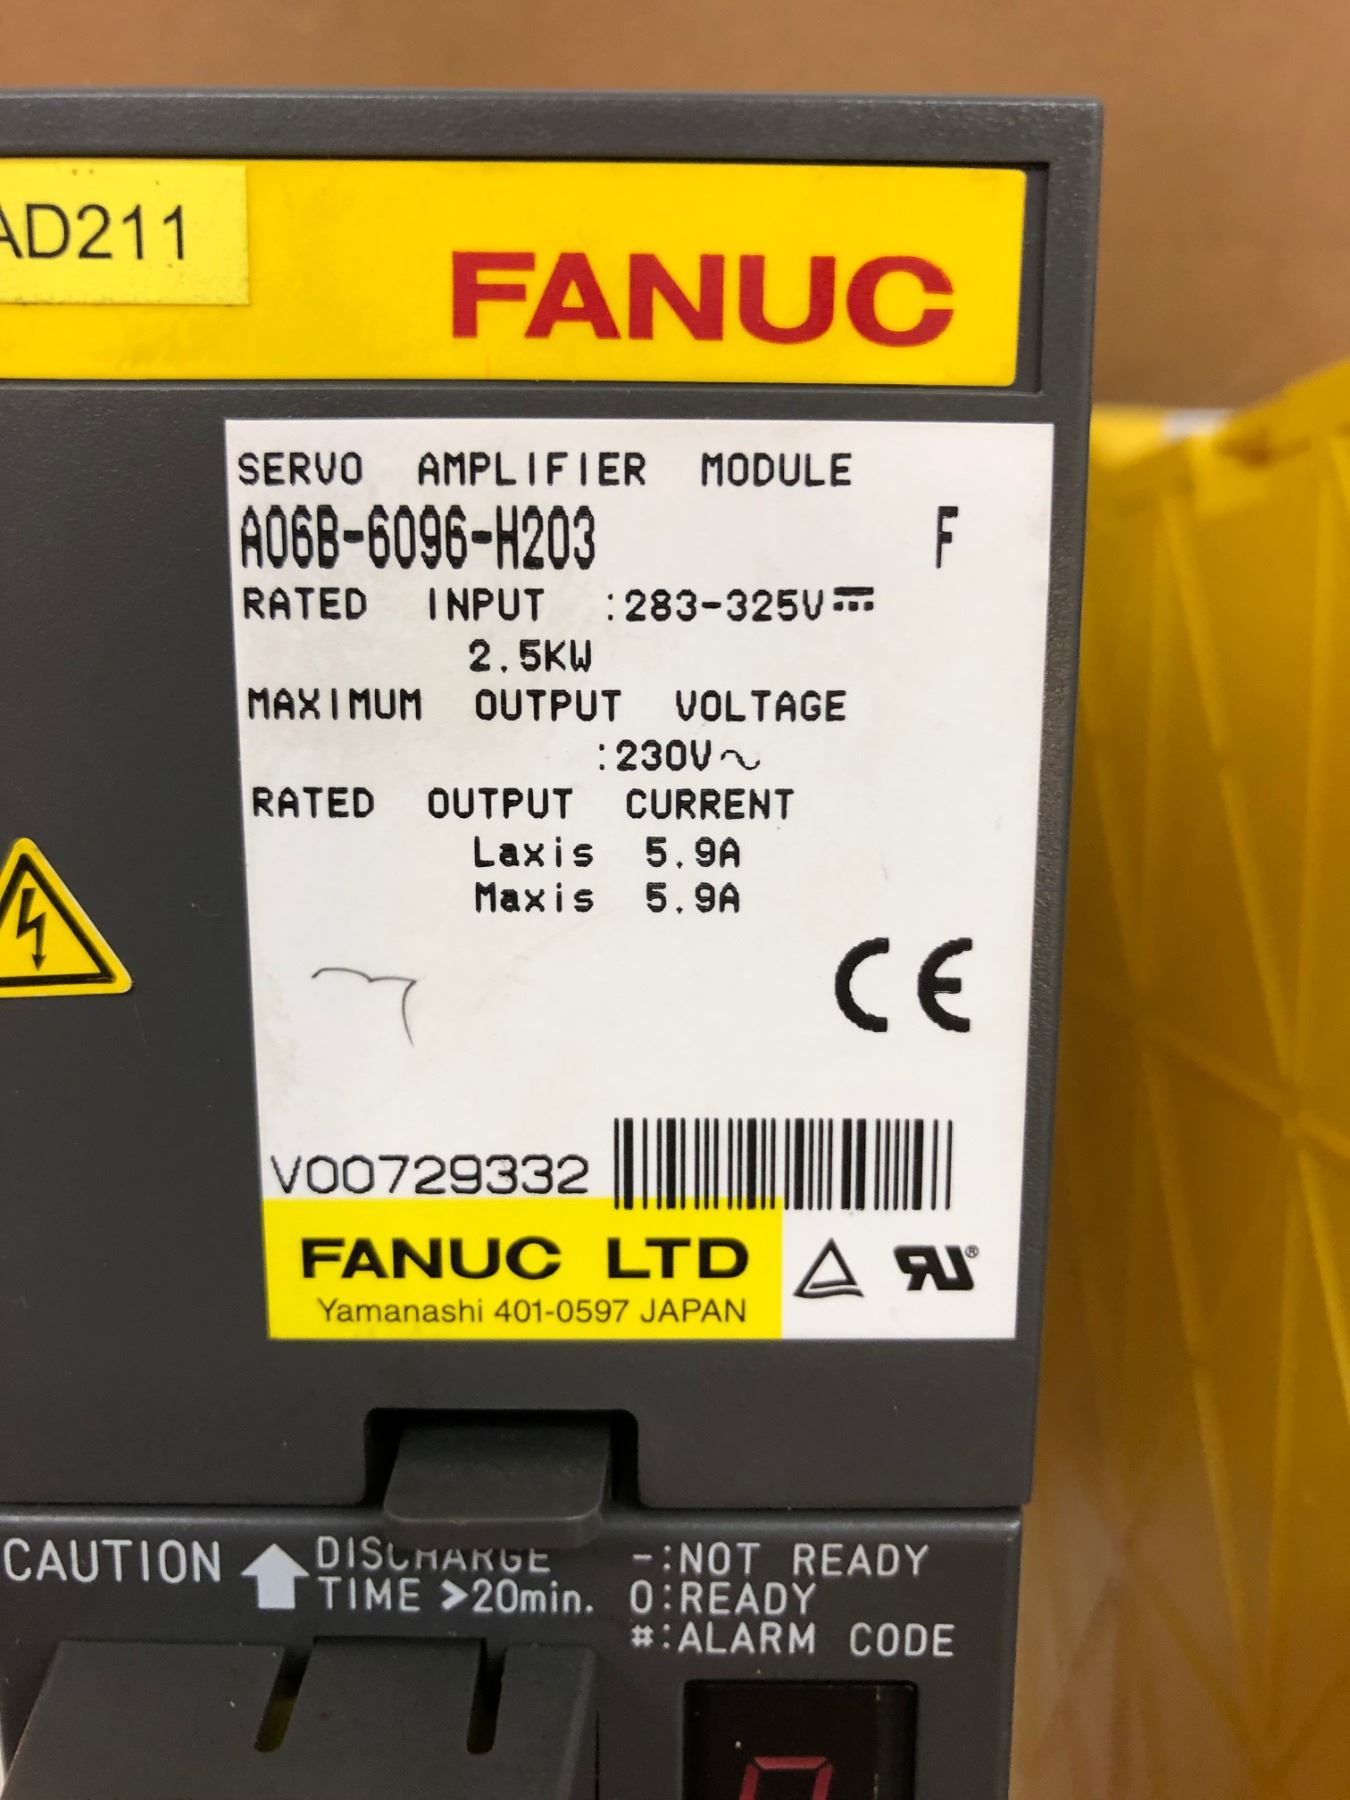 AD211
FANUC
SERVO AMPLIFIER MODULE
A06B-6096-H203 F
RATED INPUT :283-325V⎓
2.5KW
MAXIMUM OUTPUT VOLTAGE
:230V~
RATED OUTPUT CURRENT
Laxis 5.9A
Maxis 5.9A
CE
V00729332
FANUC LTD
Yamanashi 401-0597 JAPAN
CAUTION
DISCHARGE
TIME >20min.
-:NOT READY
0:READY
#:ALARM CODE